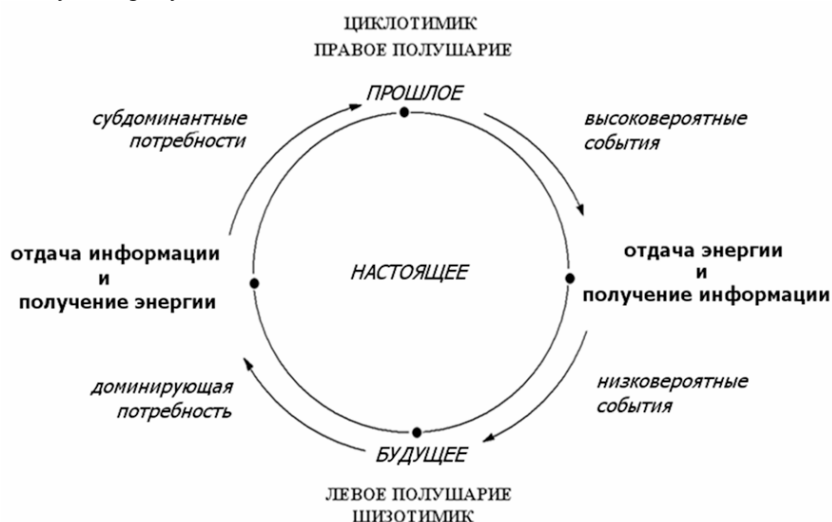 ЦИКЛОТИМИК
ПРАВОЕ ПОЛУШАРИЕ
ПРОШЛОЕ
субдоминантные
потребности
высоковероятные
события
отдача информации
и
получение энергии
НАСТОЯЩЕЕ
отдача энергии
и
получение информации
доминирующая
потребность
низковероятные
события
БУДУЩЕЕ
ЛЕВОЕ ПОЛУШАРИЕ
ШИЗОТИМИК